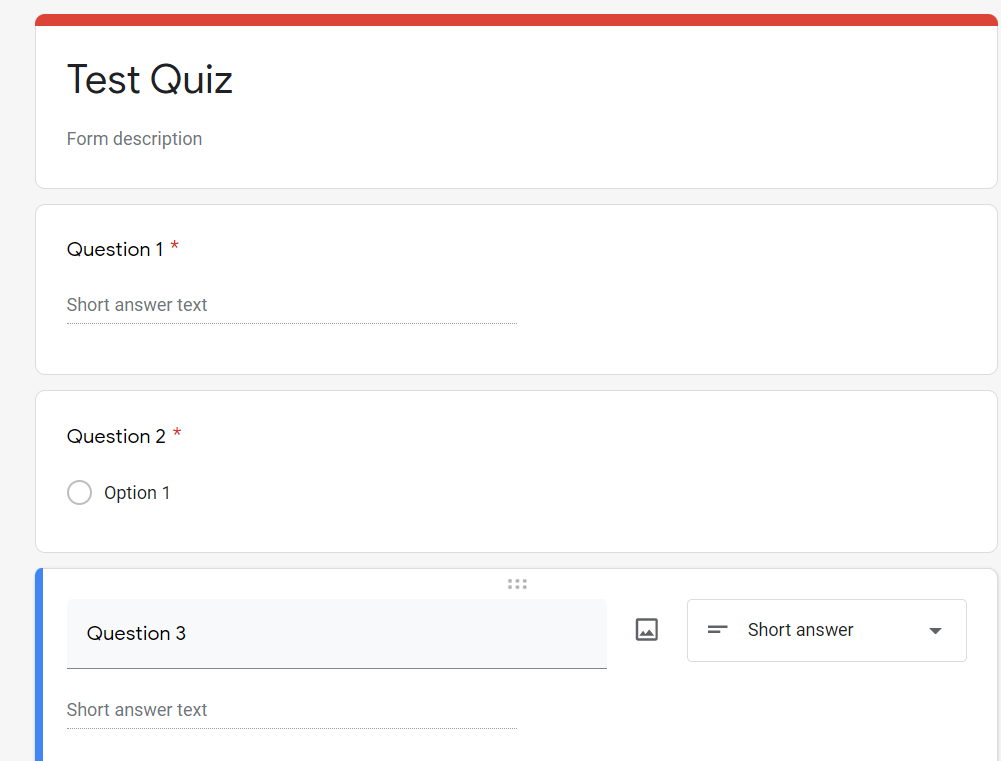 Test Quiz
Form description
Question 1 *
Short answer text
Question 2 *
Option 1
Question 3
Short answer
Short answer text